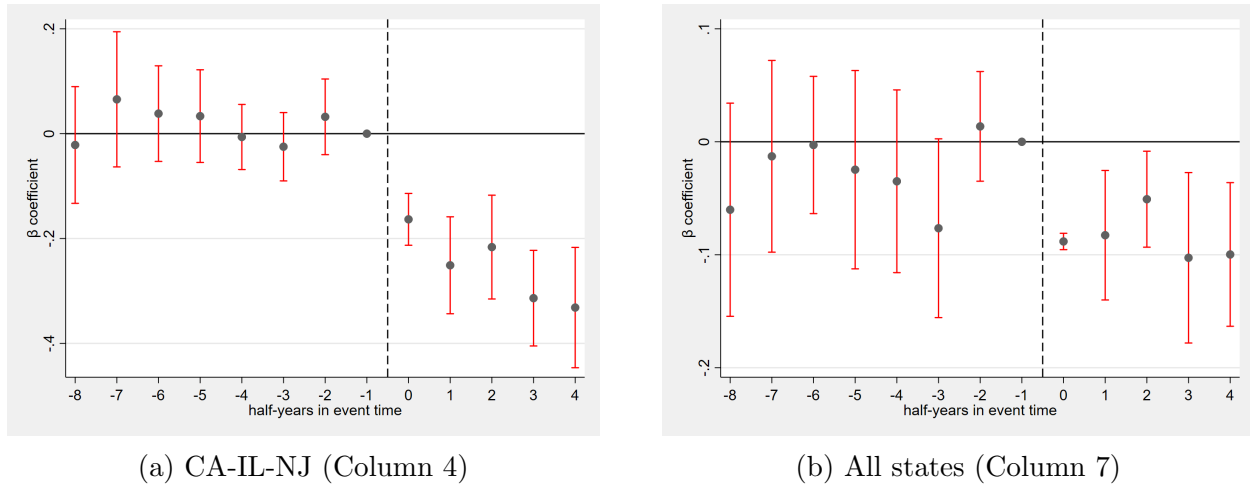 .2
0
-.2
-.4
β coefficient
-8 -7 -6 -5 -4 -3 -2 -1 0 1 2 3 4
half-years in event time
(a) CA-IL-NJ (Column 4)
.1
0
-.1
-.2
β coefficient
-8 -7 -6 -5 -4 -3 -2 -1 0 1 2 3 4
half-years in event time
(b) All states (Column 7)